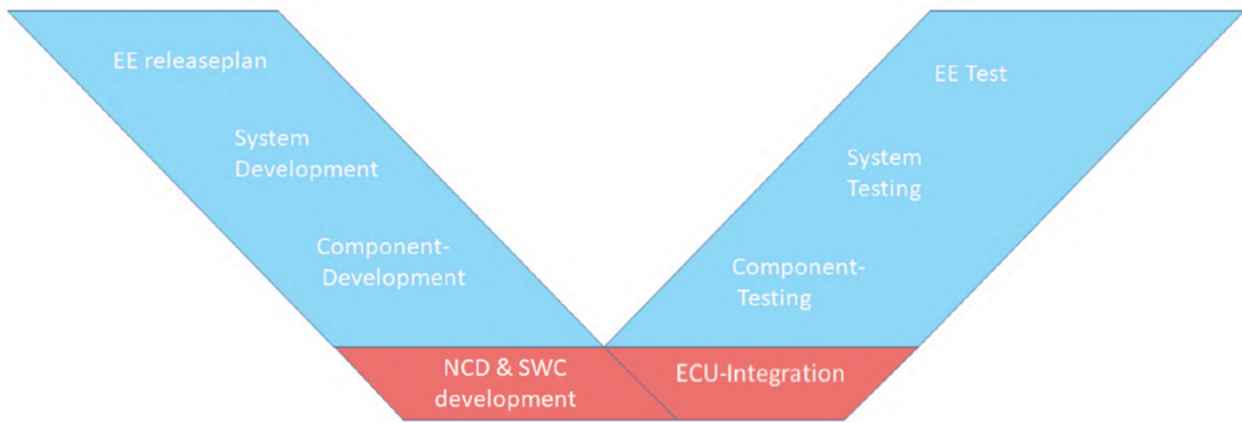 EE releaseplan
System
Development
Component-
Development
NCD & SWC
development
EE Test
System
Testing
Component-
Testing
ECU-Integration